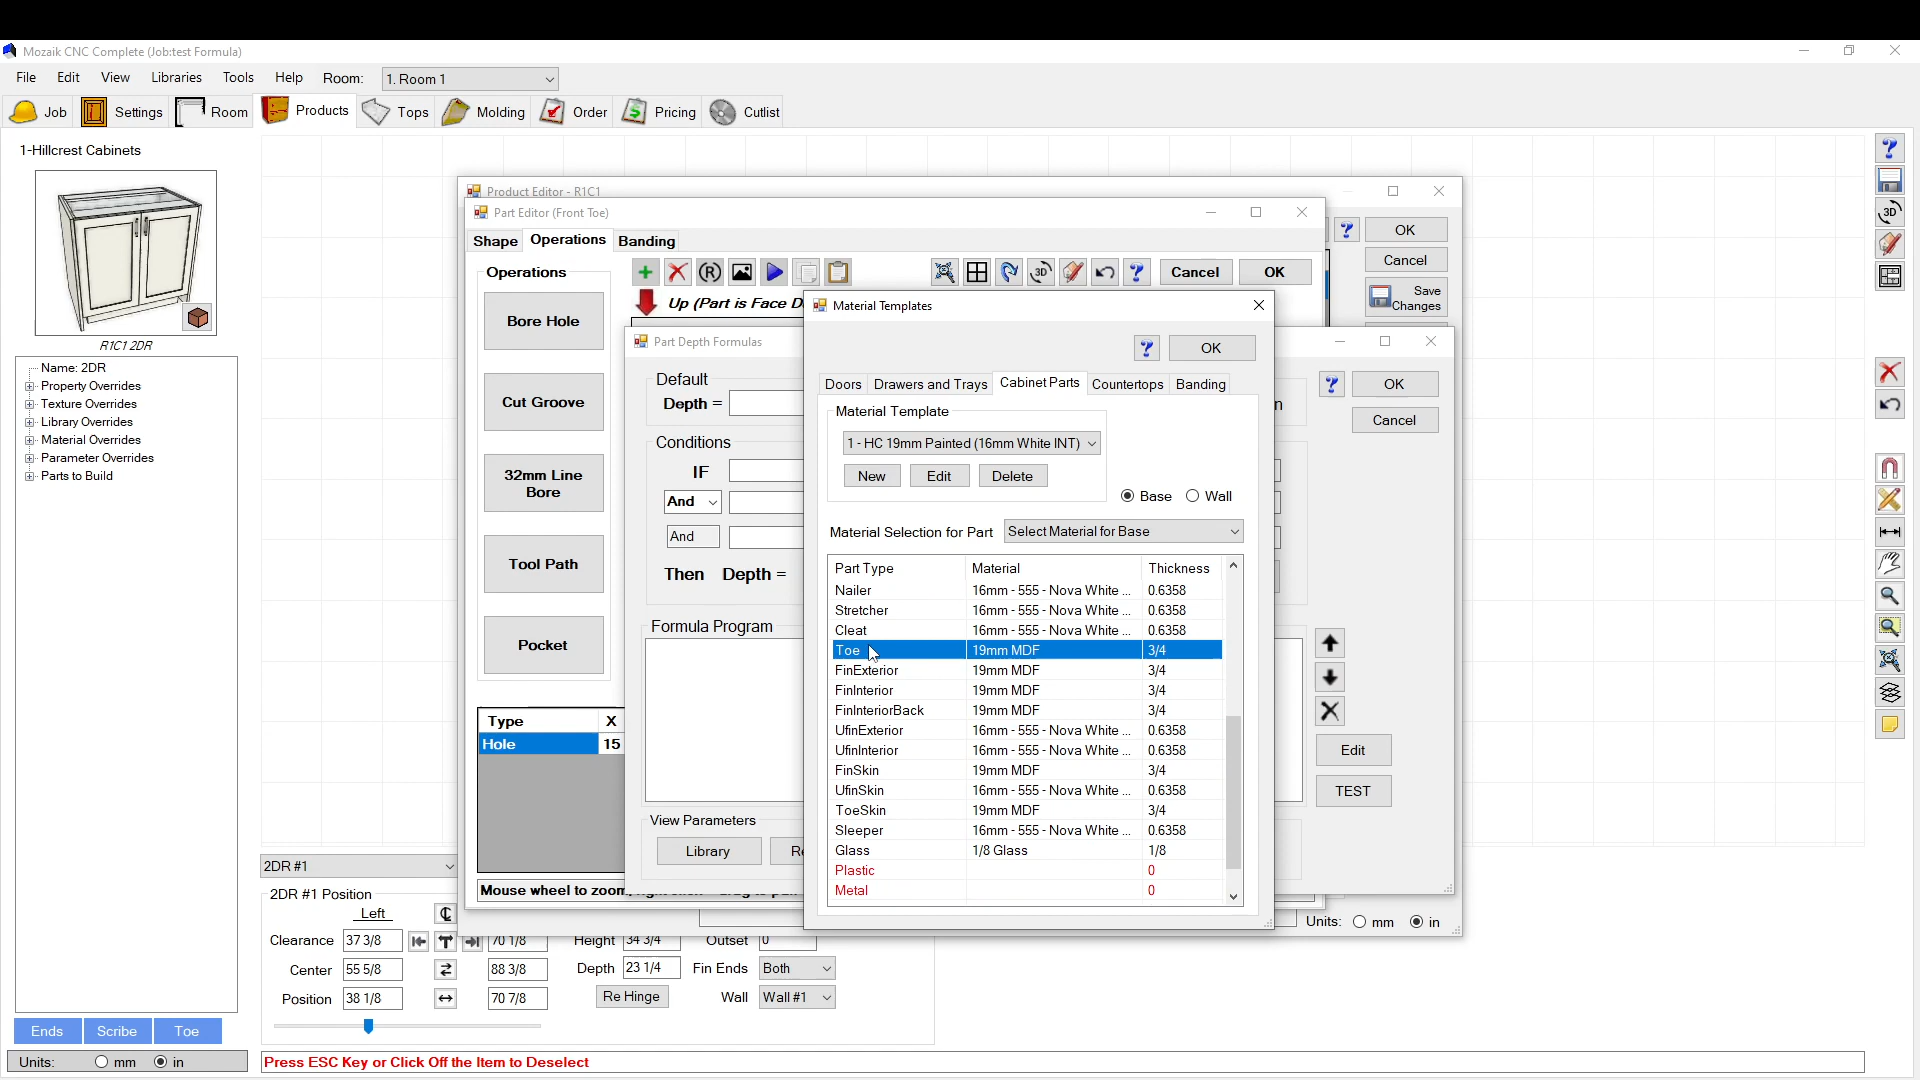 Mozaik CNC Complete (Job:test Formula)
File Edit View Libraries Tools Help Room: 1. Room 1
Job Settings Room Products Tops Molding Order Pricing Cutlist
1-Hillcrest Cabinets
R1C1 2DR
Name: 2DR
Property Overrides
Texture Overrides
Library Overrides
Material Overrides
Parameter Overrides
Parts to Build
Ends Scribe Toe
Units: mm in
Product Editor - R1C1
OK
Cancel
Save
Changes
Part Editor (Front Toe)
Shape Operations Banding
Operations
Bore Hole
Cut Groove
32mm Line
Bore
Tool Path
Pocket
3D Cancel OK
Up (Part is Face D
Type X
Hole 15
Mouse wheel to zoom,
Part Depth Formulas
Default
Depth =
Conditions
IF
And
And
Then Depth =
Formula Program
View Parameters
Library Re
OK
Cancel
Edit
TEST
Material Templates
OK
Doors Drawers and Trays Cabinet Parts Countertops Banding
Material Template
1 - HC 19mm Painted (16mm White INT)
New Edit Delete
Base Wall
Material Selection for Part Select Material for Base
Part Type Material Thickness
Nailer 16mm - 555 - Nova White ... 0.6358
Stretcher 16mm - 555 - Nova White ... 0.6358
Cleat 16mm - 555 - Nova White ... 0.6358
Toe 19mm MDF 3/4
FinExterior 19mm MDF 3/4
FinInterior 19mm MDF 3/4
FinInteriorBack 19mm MDF 3/4
UfinExterior 16mm - 555 - Nova White ... 0.6358
UfinInterior 16mm - 555 - Nova White ... 0.6358
FinSkin 19mm MDF 3/4
UfinSkin 16mm - 555 - Nova White ... 0.6358
ToeSkin 19mm MDF 3/4
Sleeper 16mm - 555 - Nova White ... 0.6358
Glass 1/8 Glass 1/8
Plastic 0
Metal 0
Units: mm in
2DR #1
2DR #1 Position
Left
Clearance 37 3/8 70 1/8 Height 34 3/4 Outset 0
Center 55 5/8 88 3/8 Depth 23 1/4 Fin Ends Both
Position 38 1/8 70 7/8 Re Hinge Wall Wall #1
Press ESC Key or Click Off the Item to Deselect
3D